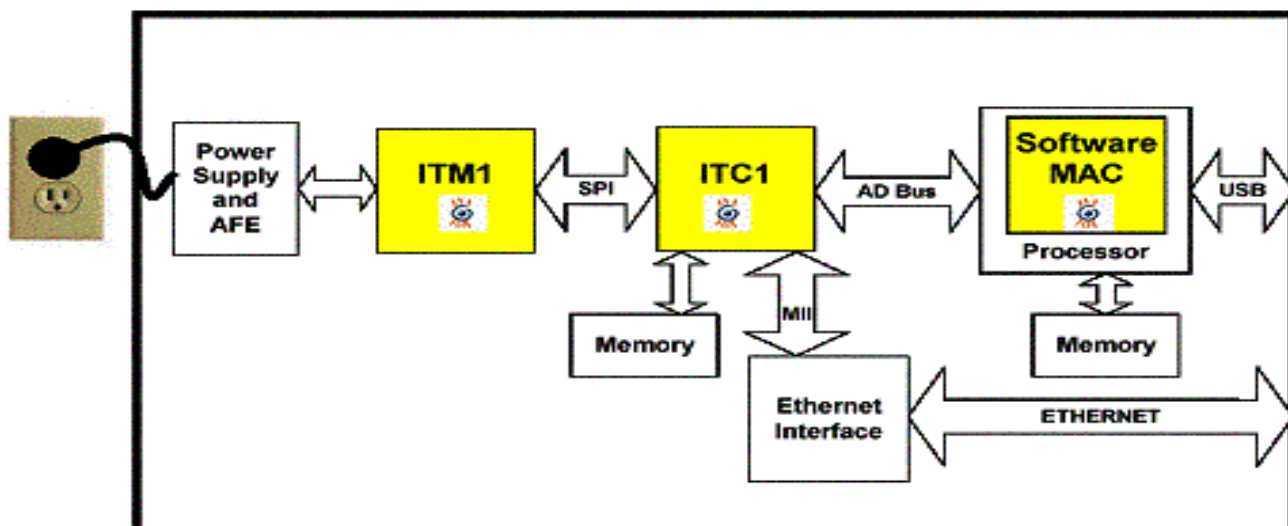 Power
Supply
and
AFE
ITM1
SPI
ITC1
AD Bus
Software
MAC
Processor
USB
Memory
MII
Memory
Ethernet
Interface
ETHERNET